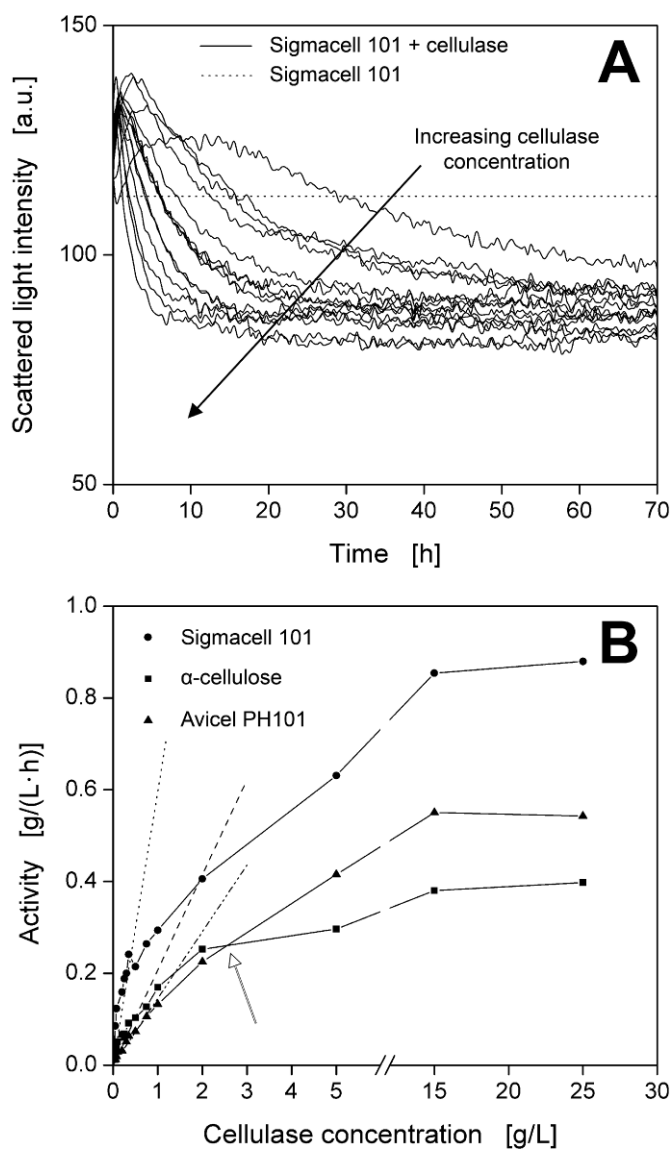 A
Sigmacell 101 + cellulase
Sigmacell 101
Increasing cellulase
concentration
Scattered light intensity [a.u.]
150
100
50
0 10 20 30 40 50 60 70
Time [h]
B
Sigmacell 101
α-cellulose
Avicel PH101
Activity [g/(L·h)]
1.0
0.8
0.6
0.4
0.2
0.0
0 1 2 3 4 5 // 15 20 25 30
Cellulase concentration [g/L]